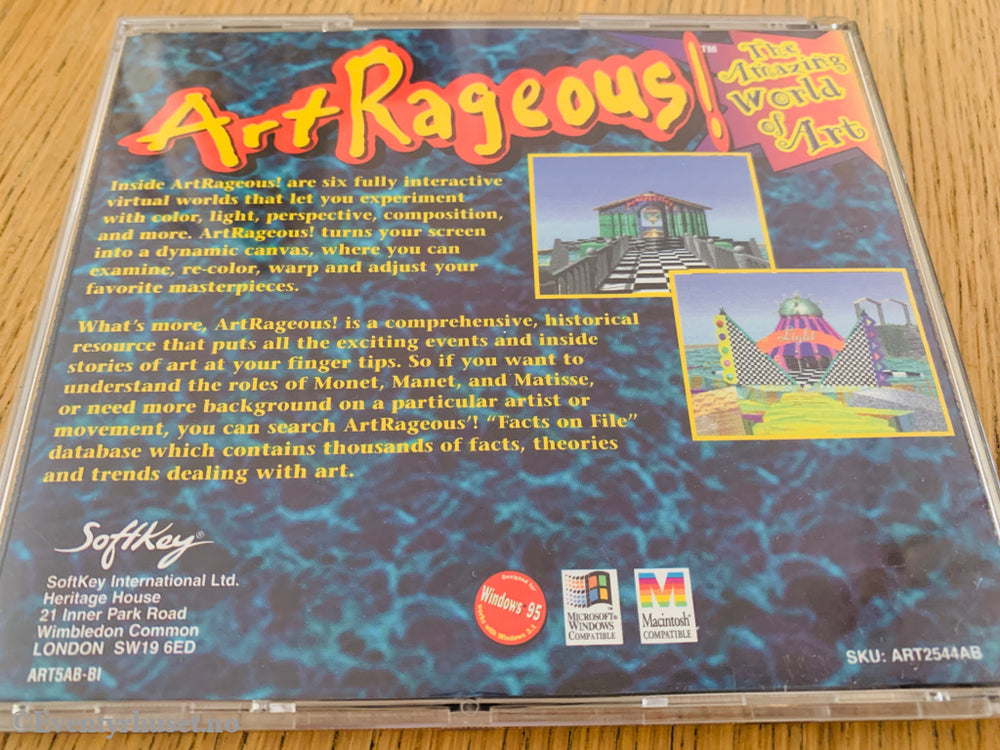 ArtRageous!™
The
Amazing
World
of Art
Inside ArtRageous! are six fully interactive
virtual worlds that let you experiment
with color, light, perspective, composition,
and more. ArtRageous! turns your screen
into a dynamic canvas, where you can
examine, re-color, warp and adjust your
favorite masterpieces.
What's more, ArtRageous! is a comprehensive, historical
resource that puts all the exciting events and inside
stories of art at your finger tips. So if you want to
understand the roles of Monet, Manet, and Matisse,
or need more background on a particular artist or
movement, you can search ArtRageous'! "Facts on File"
database which contains thousands of facts, theories
and trends dealing with art.
Light
SoftKey®
SoftKey International Ltd.
Heritage House
21 Inner Park Road
Wimbledon Common
LONDON SW19 6ED
ART5AB-BI
Designed for
Windows 95
works with Windows 3.1
MICROSOFT®
WINDOWS
COMPATIBLE
Macintosh®
COMPATIBLE
SKU: ART2544AB
©Eventyrhuset.no